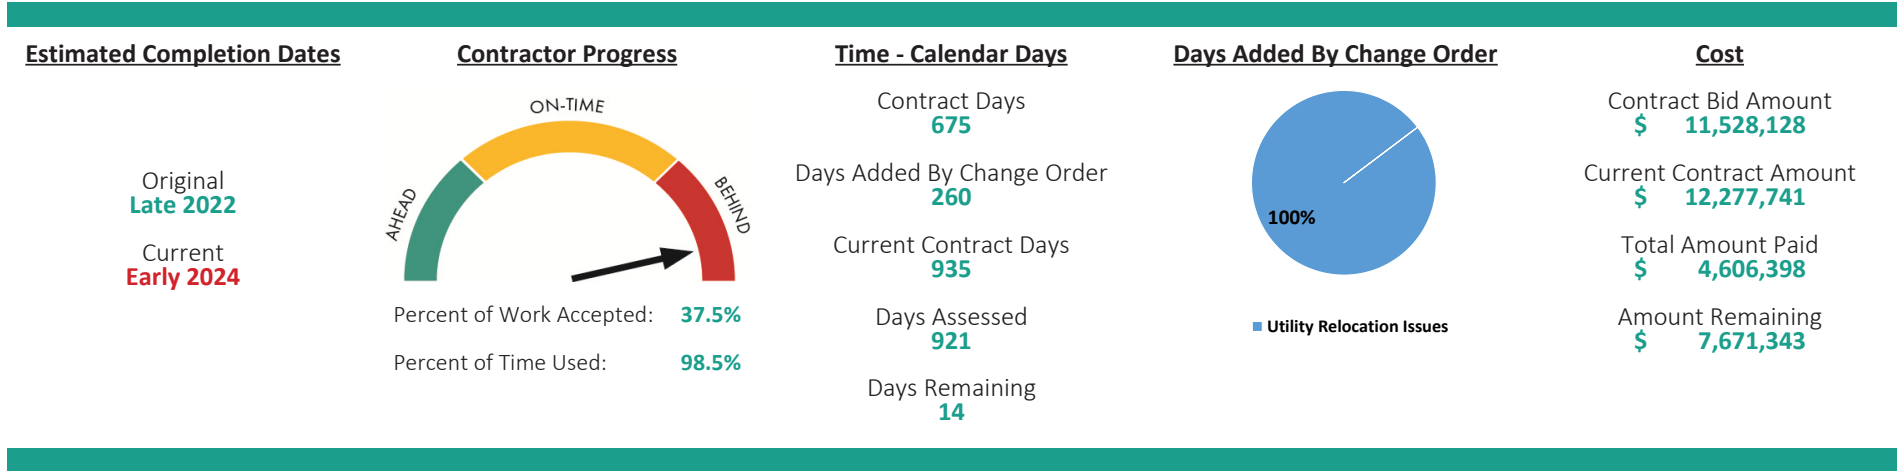 Estimated Completion Dates
Original
Late 2022
Current
Early 2024
Contractor Progress
ON-TIME
AHEAD
BEHIND
Percent of Work Accepted: 37.5%
Percent of Time Used: 98.5%
Time - Calendar Days
Contract Days
675
Days Added By Change Order
260
Current Contract Days
935
Days Assessed
921
Days Remaining
14
Days Added By Change Order
100%
Utility Relocation Issues
Cost
Contract Bid Amount
$ 11,528,128
Current Contract Amount
$ 12,277,741
Total Amount Paid
$ 4,606,398
Amount Remaining
$ 7,671,343